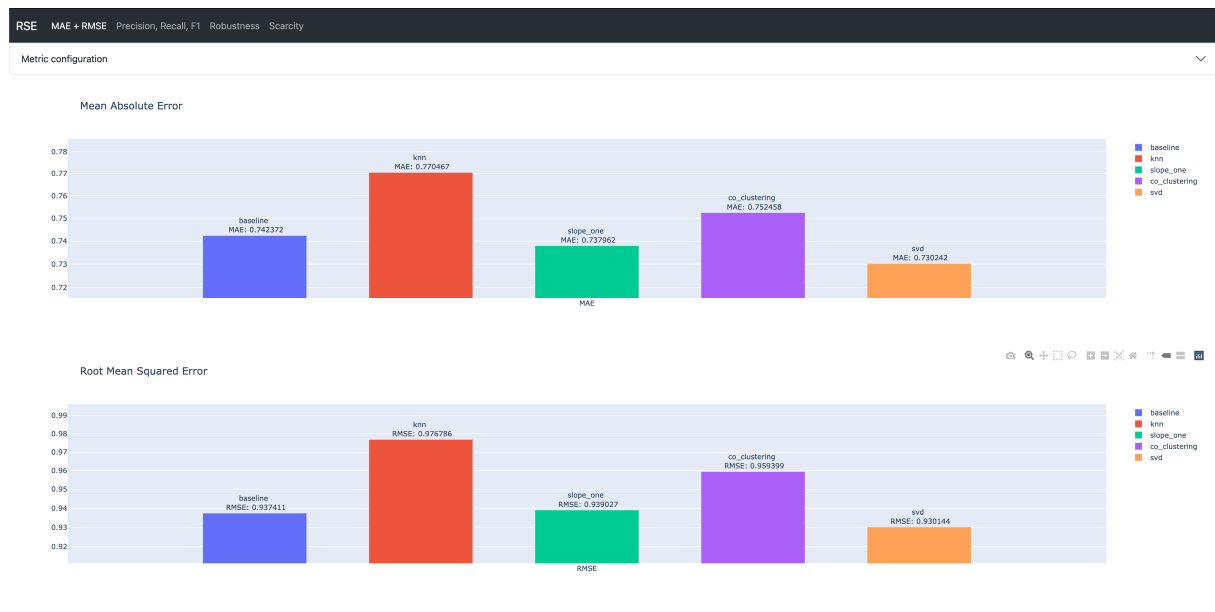 RSE MAE + RMSE Precision, Recall, F1 Robustness Scarcity
Metric configuration
Mean Absolute Error
0.78
0.77
0.76
0.75
0.74
0.73
0.72
baseline
MAE: 0.742372
knn
MAE: 0.770467
slope_one
MAE: 0.737962
co_clustering
MAE: 0.752458
svd
MAE: 0.730242
MAE
baseline
knn
slope_one
co_clustering
svd
Root Mean Squared Error
0.99
0.98
0.97
0.96
0.95
0.94
0.93
0.92
baseline
RMSE: 0.937411
knn
RMSE: 0.976786
slope_one
RMSE: 0.939027
co_clustering
RMSE: 0.959399
svd
RMSE: 0.930144
RMSE
baseline
knn
slope_one
co_clustering
svd